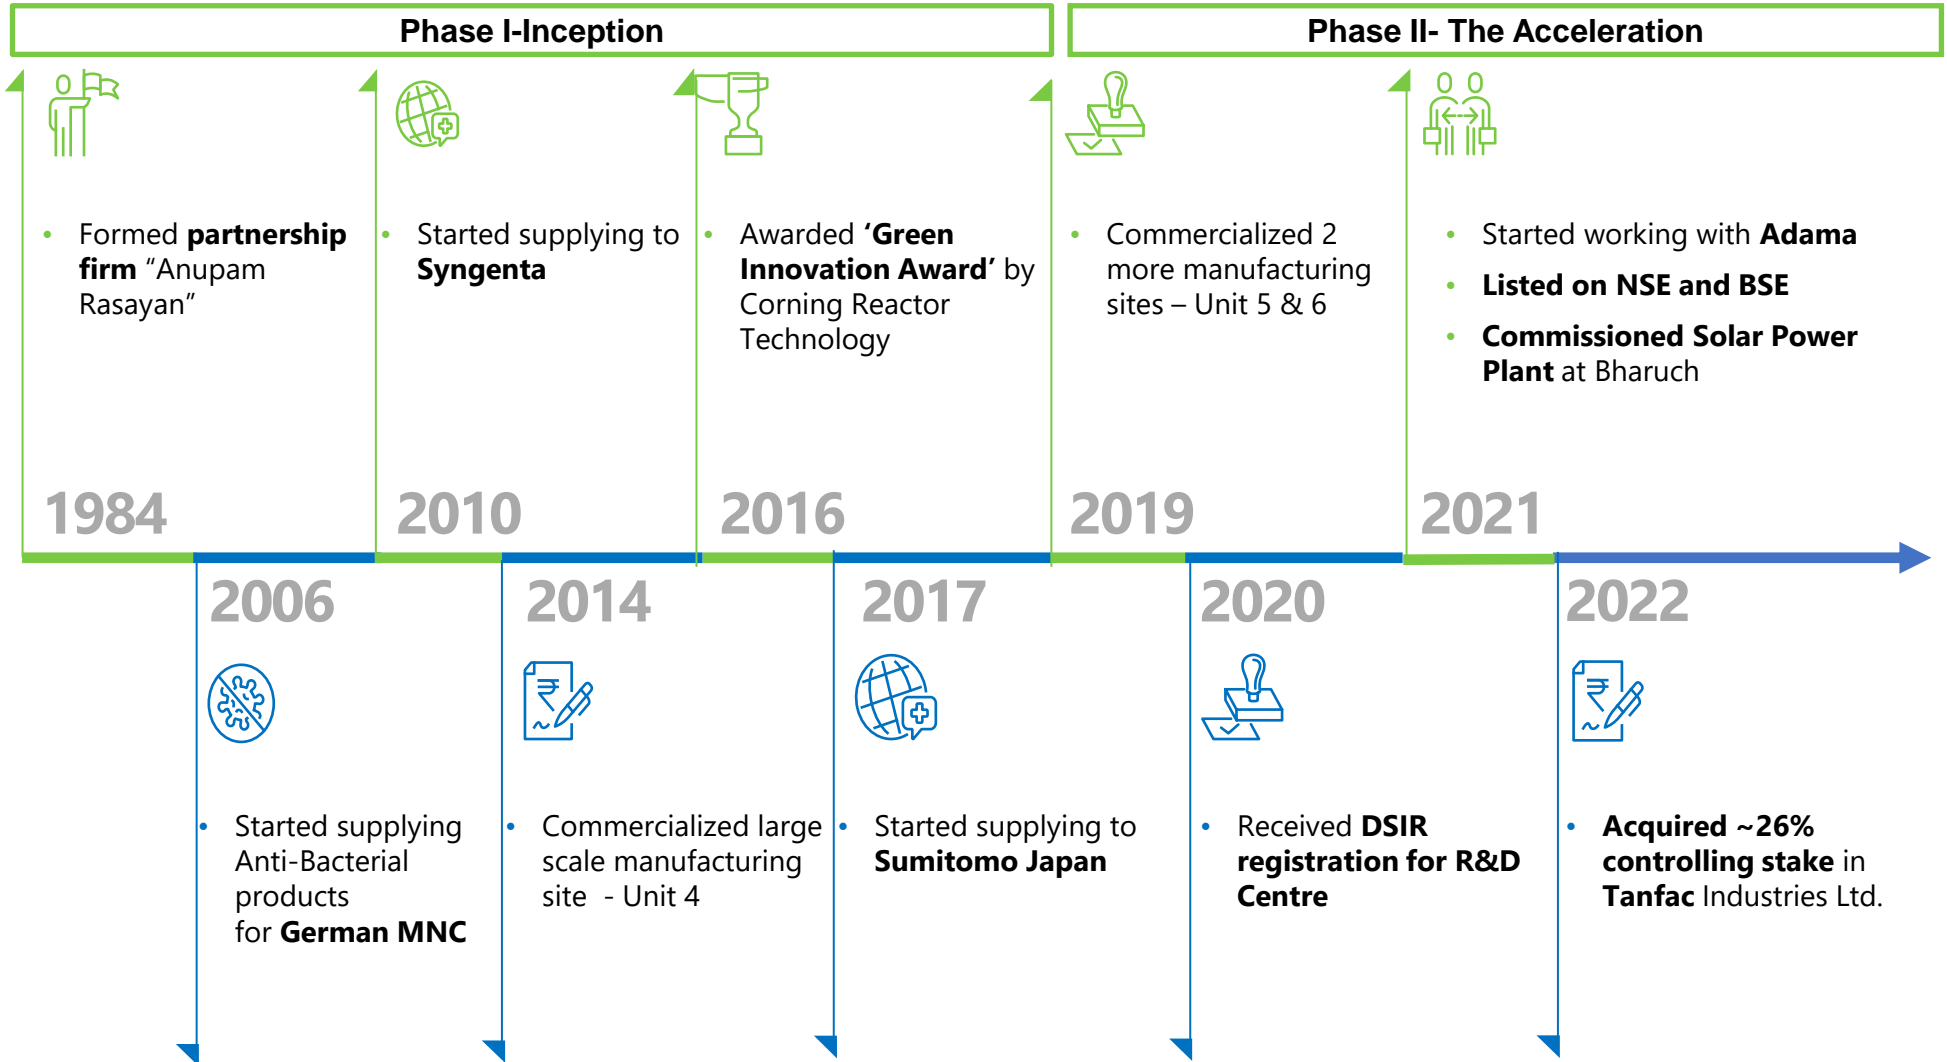 Phase I-Inception
Phase II- The Acceleration
• Formed partnership
firm “Anupam
Rasayan”
• Started supplying to
Syngenta
• Awarded ‘Green
Innovation Award’ by
Corning Reactor
Technology
• Commercialized 2
more manufacturing
sites – Unit 5 & 6
• Started working with Adama
• Listed on NSE and BSE
• Commissioned Solar Power
Plant at Bharuch
1984
2010
2016
2019
2021
2006
2014
2017
2020
2022
₹
₹
• Started supplying
Anti-Bacterial
products
for German MNC
• Commercialized large
scale manufacturing
site - Unit 4
• Started supplying to
Sumitomo Japan
• Received DSIR
registration for R&D
Centre
• Acquired ~26%
controlling stake in
Tanfac Industries Ltd.